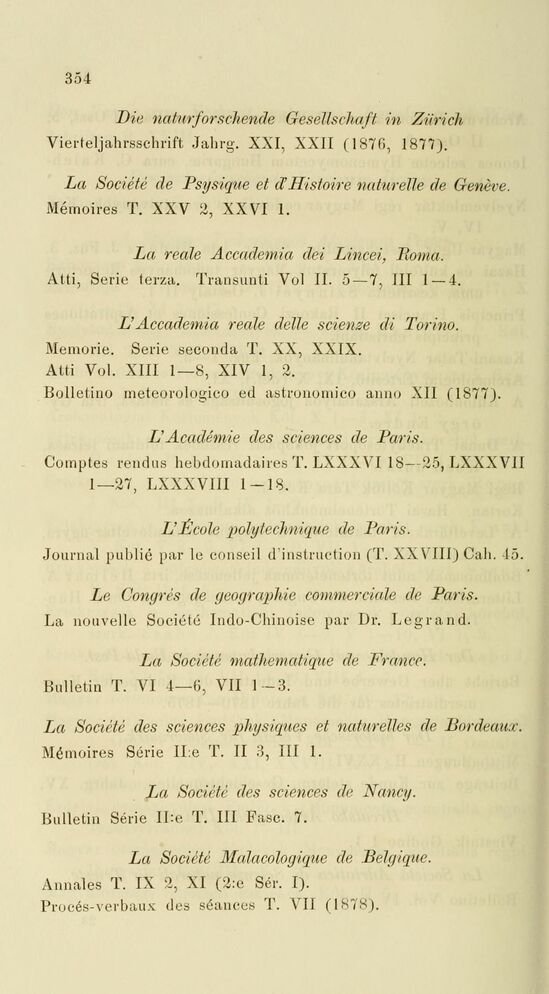 354
Die naturforschende Gesellschaft in Zürich
Vierteljahrsschrift Jahrg. XXI, XXII (1876, 1877).
La Société de Psysique et d'Histoire naturelle de Genève.
Mémoires T. XXV 2, XXVI 1.
La reale Accademia dei Lincei, Roma.
Atti, Serie terza. Transunti Vol II. 5—7, III 1—4.
L'Accademia reale delle scienze di Torino.
Memorie. Serie seconda T. XX, XXIX.
Atti Vol. XIII 1—8, XIV 1, 2.
Bolletino meteorologico ed astronomico anno XII (1877).
L'Académie des sciences de Paris.
Comptes rendus hebdomadaires T. LXXXVI 18—25, LXXXVII
1—27, LXXXVIII 1—18.
L'École polytechnique de Paris.
Journal publié par le conseil d'instruction (T. XXVIII) Cah. 45.
Le Congrés de geographie commerciale de Paris.
La nouvelle Société Indo-Chinoise par Dr. Legrand.
La Société mathematique de France.
Bulletin T. VI 4—6, VII 1—3.
La Société des sciences physiques et naturelles de Bordeaux.
Mémoires Série II:e T. II 3, III 1.
La Société des sciences de Nancy.
Bulletin Série II:e T. III Fasc. 7.
La Société Malacologique de Belgique.
Annales T. IX 2, XI (2:e Sér. I).
Procés-verbaux des séances T. VII (1878).